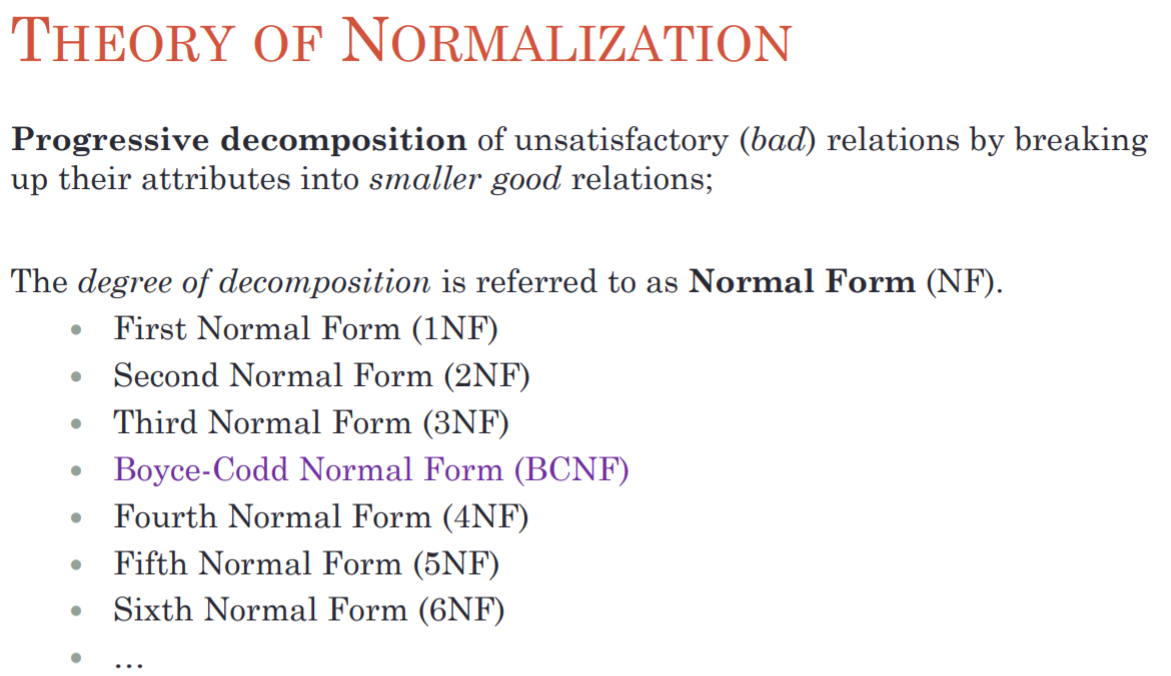 THEORY OF NORMALIZATION
Progressive decomposition of unsatisfactory (bad) relations by breaking
up their attributes into smaller good relations;
The degree of decomposition is referred to as Normal Form (NF).
• First Normal Form (1NF)
• Second Normal Form (2NF)
• Third Normal Form (3NF)
• Boyce-Codd Normal Form (BCNF)
• Fourth Normal Form (4NF)
• Fifth Normal Form (5NF)
• Sixth Normal Form (6NF)
• ...